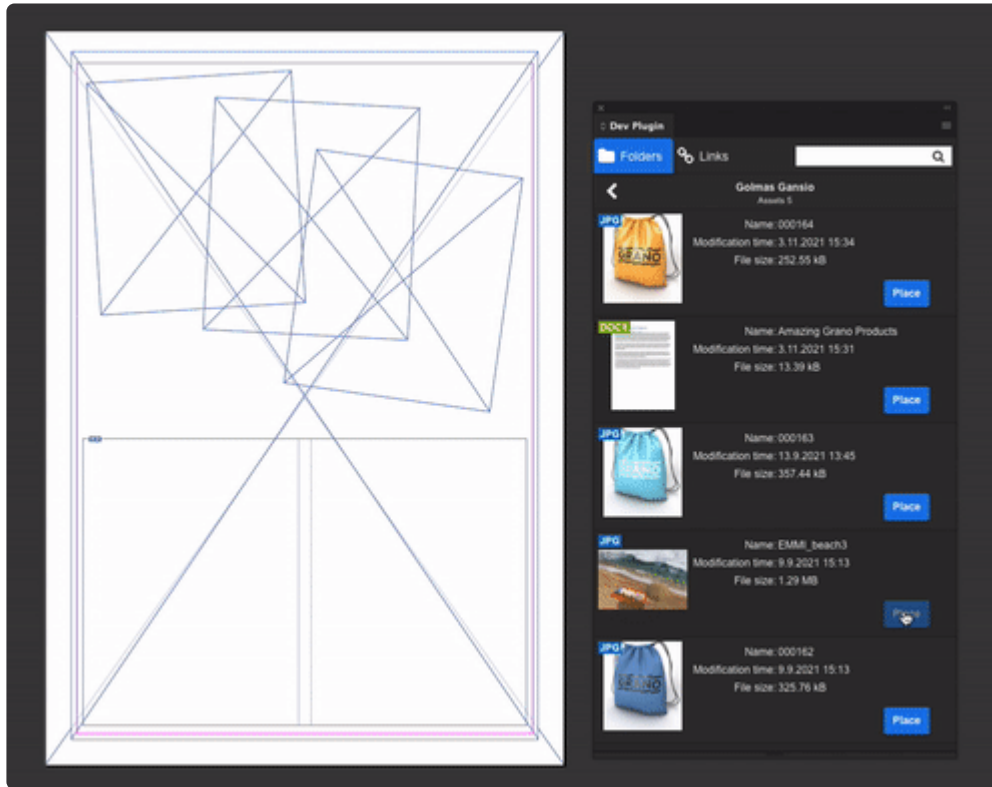 Dev Plugin
Folders
Links
Golmas Gansio
Assets 5
JPG
GRANO
Name: 000164
Modification time: 3.11.2021 15:34
File size: 252.55 kB
Place
DOCX
Name: Amazing Grano Products
Modification time: 3.11.2021 15:31
File size: 13.39 kB
Place
JPG
GRANO
Name: 000163
Modification time: 13.9.2021 13:45
File size: 357.44 kB
Place
JPG
Name: EMMI_beach3
Modification time: 9.9.2021 15:13
File size: 1.29 MB
Place
JPG
GRANO
Name: 000162
Modification time: 9.9.2021 15:13
File size: 325.76 kB
Place